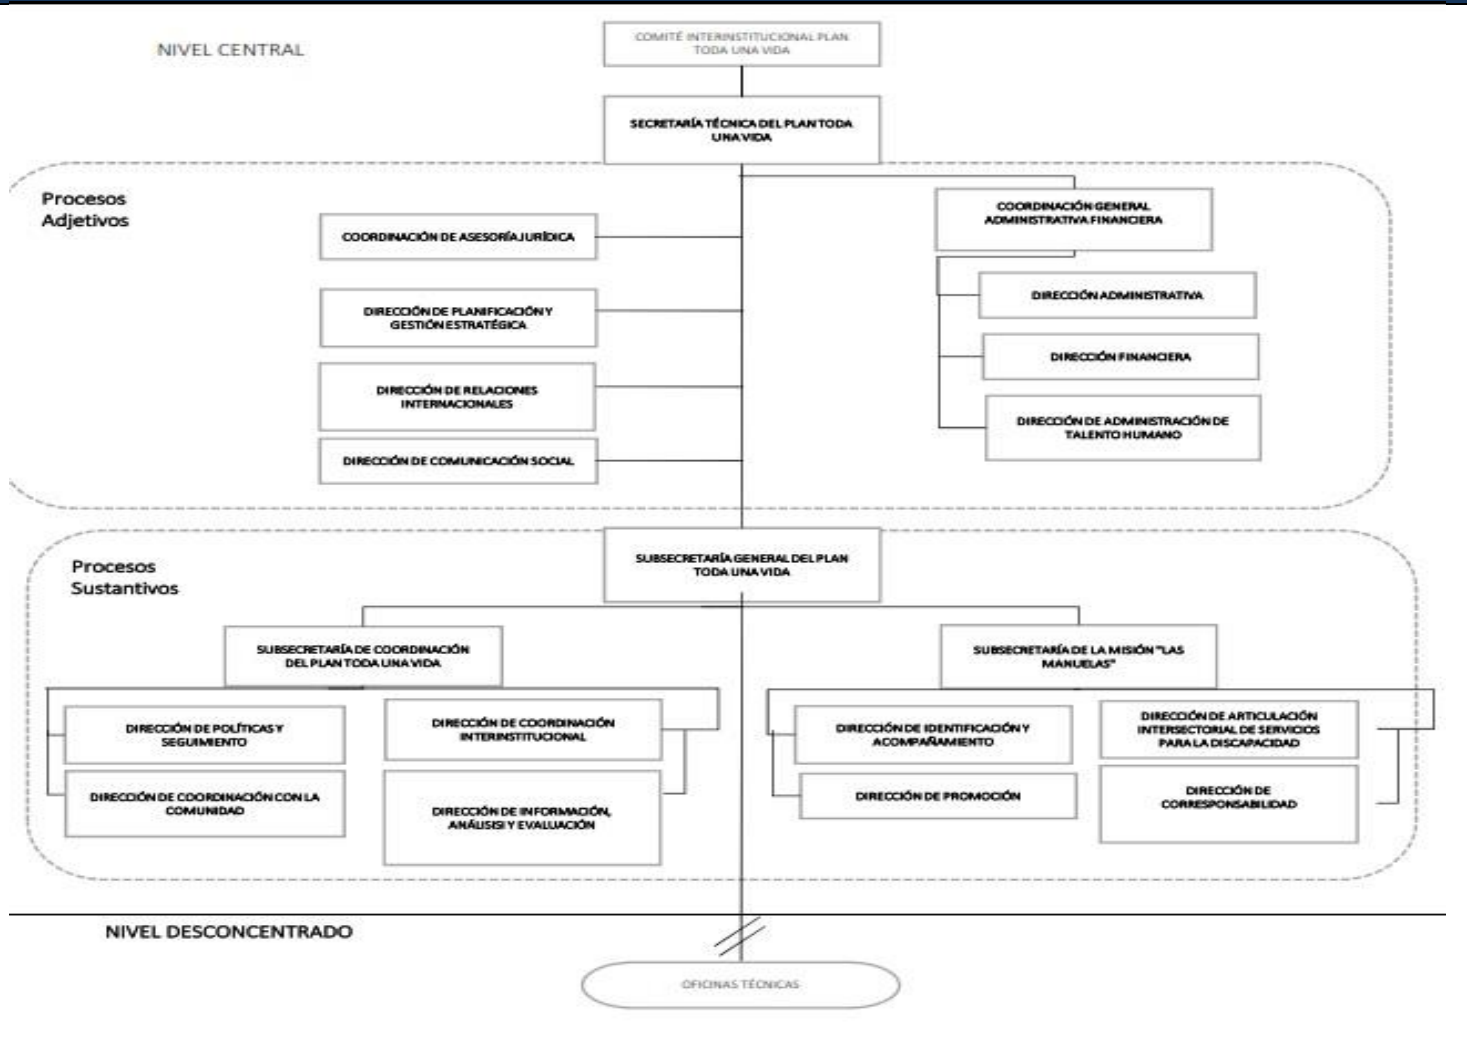 NIVEL CENTRAL
COMITÉ INTERINSTITUCIONAL PLAN
TODA UNA VIDA
SECRETARÍA TÉCNICA DEL PLAN TODA
UNA VIDA
Procesos
Adjetivos
COORDINACIÓN GENERAL
ADMINISTRATIVA FINANCIERA
COORDINACIÓN DE ASESORÍA JURÍDICA
DIRECCIÓN ADMINISTRATIVA
DIRECCIÓN DE PLANIFICACIÓN Y
GESTIÓN ESTRATÉGICA
DIRECCIÓN FINANCIERA
DIRECCIÓN DE RELACIONES
INTERNACIONALES
DIRECCIÓN DE ADMINISTRACIÓN DE
TALENTO HUMANO
DIRECCIÓN DE COMUNICACIÓN SOCIAL
SUBSECRETARÍA GENERAL DEL PLAN
TODA UNA VIDA
Procesos
Sustantivos
SUBSECRETARÍA DE COORDINACIÓN
DEL PLAN TODA UNA VIDA
SUBSECRETARÍA DE LA MISIÓN "LAS
MANUELAS"
DIRECCIÓN DE POLÍTICAS Y
SEGUIMIENTO
DIRECCIÓN DE COORDINACIÓN
INTERINSTITUCIONAL
DIRECCIÓN DE IDENTIFICACIÓN Y
ACOMPAÑAMIENTO
DIRECCIÓN DE ARTICULACIÓN
INTERSECTORIAL DE SERVICIOS
PARA LA DISCAPACIDAD
DIRECCIÓN DE COORDINACIÓN CON LA
COMUNIDAD
DIRECCIÓN DE INFORMACIÓN,
ANÁLISISI Y EVALUACIÓN
DIRECCIÓN DE PROMOCIÓN
DIRECCIÓN DE
CORRESPONSABILIDAD
NIVEL DESCONCENTRADO
OFICINAS TÉCNICAS